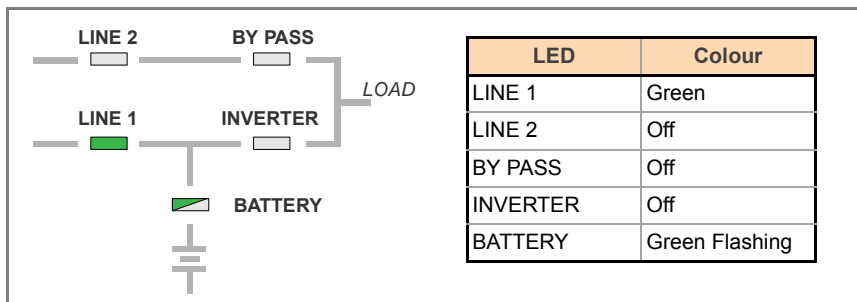 LINE 2 BY PASS
LOAD
LINE 1 INVERTER
BATTERY
LED Colour
LINE 1 Green
LINE 2 Off
BY PASS Off
INVERTER Off
BATTERY Green Flashing